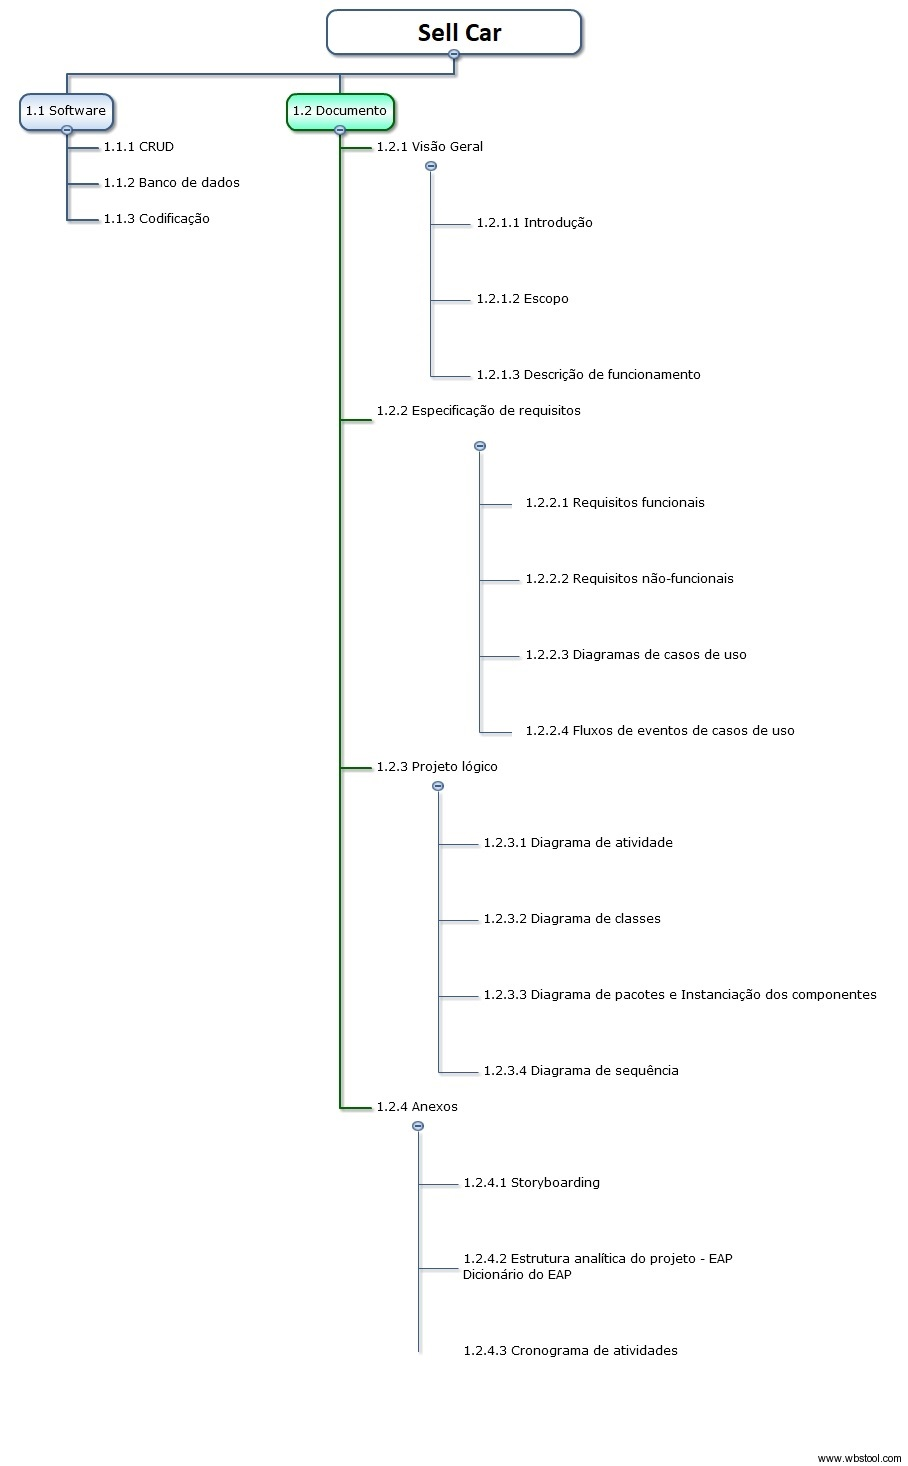 Sell Car
1.1 Software
1.1.1 CRUD
1.1.2 Banco de dados
1.1.3 Codificação
1.2 Documento
1.2.1 Visão Geral
1.2.1.1 Introdução
1.2.1.2 Escopo
1.2.1.3 Descrição de funcionamento
1.2.2 Especificação de requisitos
1.2.2.1 Requisitos funcionais
1.2.2.2 Requisitos não-funcionais
1.2.2.3 Diagramas de casos de uso
1.2.2.4 Fluxos de eventos de casos de uso
1.2.3 Projeto lógico
1.2.3.1 Diagrama de atividade
1.2.3.2 Diagrama de classes
1.2.3.3 Diagrama de pacotes e Instanciação dos componentes
1.2.3.4 Diagrama de sequência
1.2.4 Anexos
1.2.4.1 Storyboarding
1.2.4.2 Estrutura analítica do projeto - EAP
Dicionário do EAP
1.2.4.3 Cronograma de atividades
www.wbstool.com